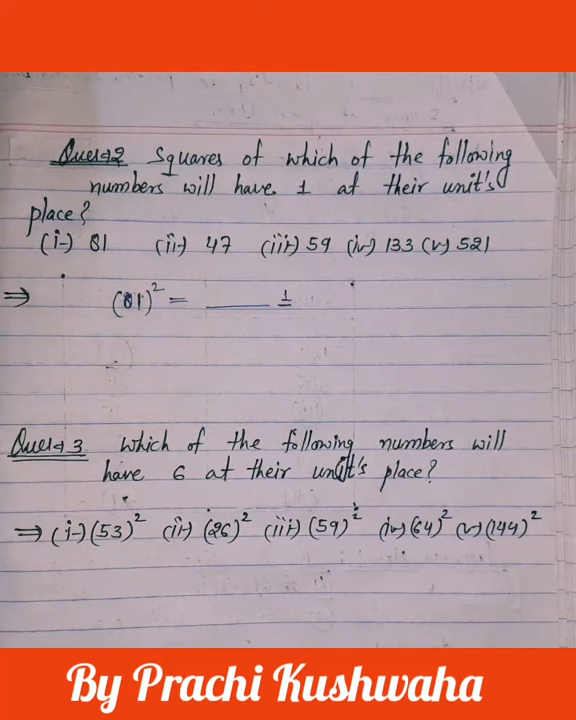 Ques→2 Squares of which of the following
numbers will have 1 at their unit's
place?
(i→) 81 (ii→) 47 (iii→) 59 (iv→) 133 (v→) 521
⇒ (81)² = ______ 1
Ques→3 Which of the following numbers will
have 6 at their unit's place?
⇒ (i→) (53)² (ii→) (26)² (iii→) (59)² (iv→) (64)² (v→) (144)²
By Prachi Kushwaha